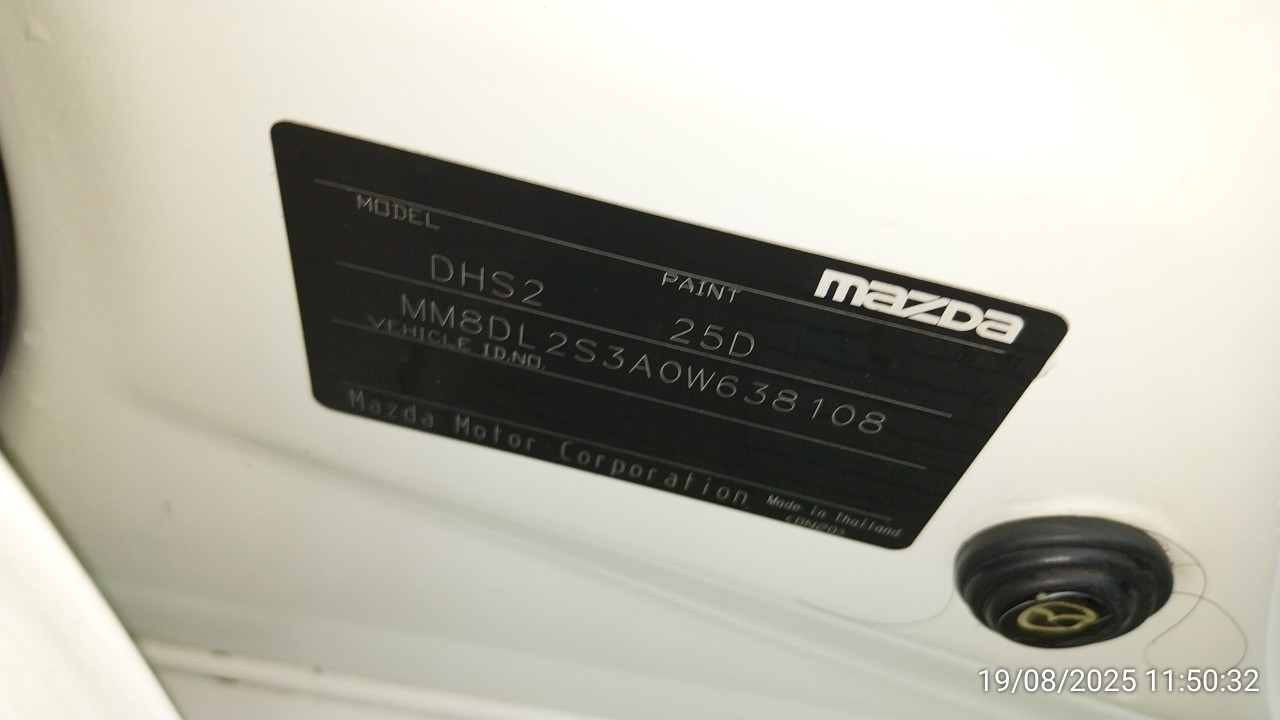 mazda
MODEL
PAINT
DHS2 25D
MM8DL2S3A0W638108
VEHICLE ID.NO.
Mazda Motor Corporation
Made in Thailand
19/08/2025 11:50:32